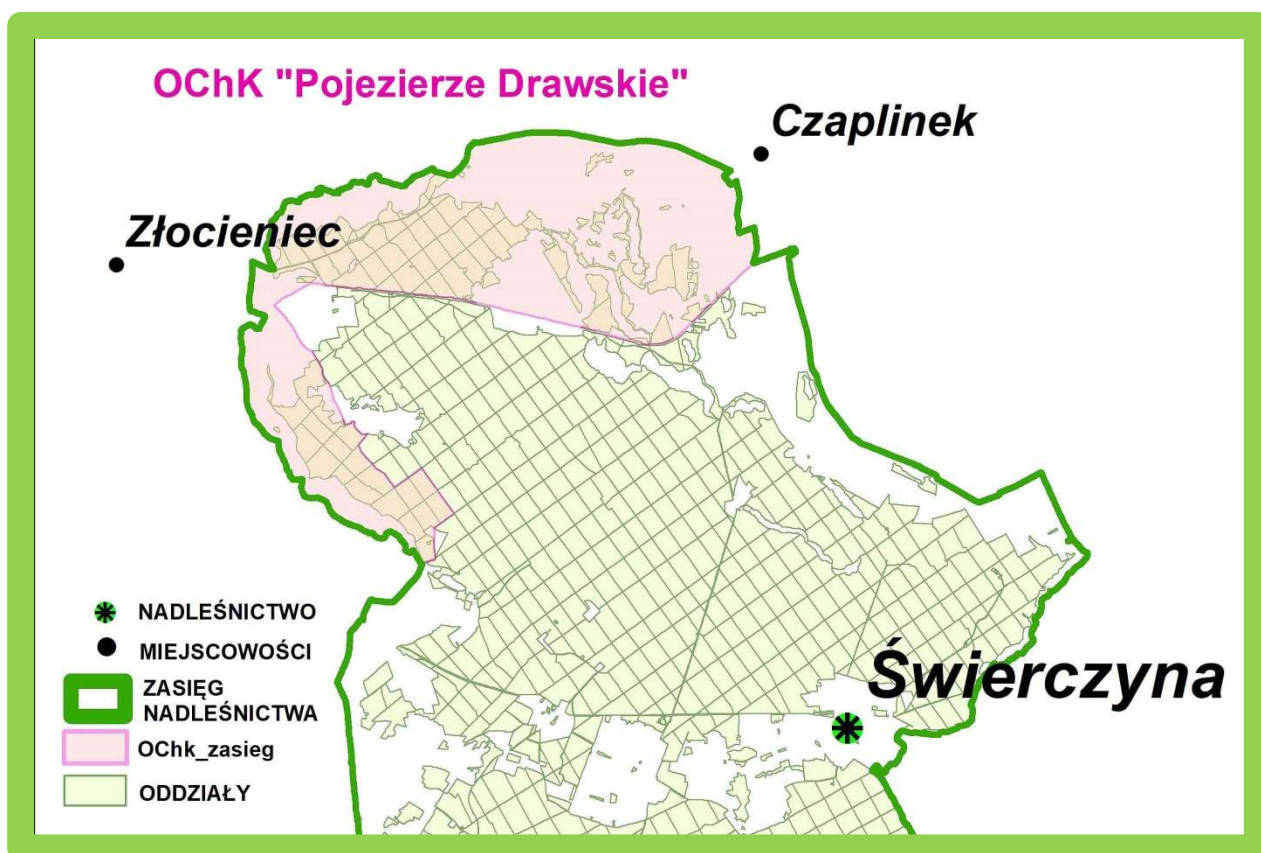 OChK "Pojezierze Drawskie"
Czaplinek
Złocieniec
NADLEŚNICTWO
MIEJSCOWOŚCI
ZASIĘG
NADLEŚNICTWA
OChk_zasieg
ODDZIAŁY
Świerczyna